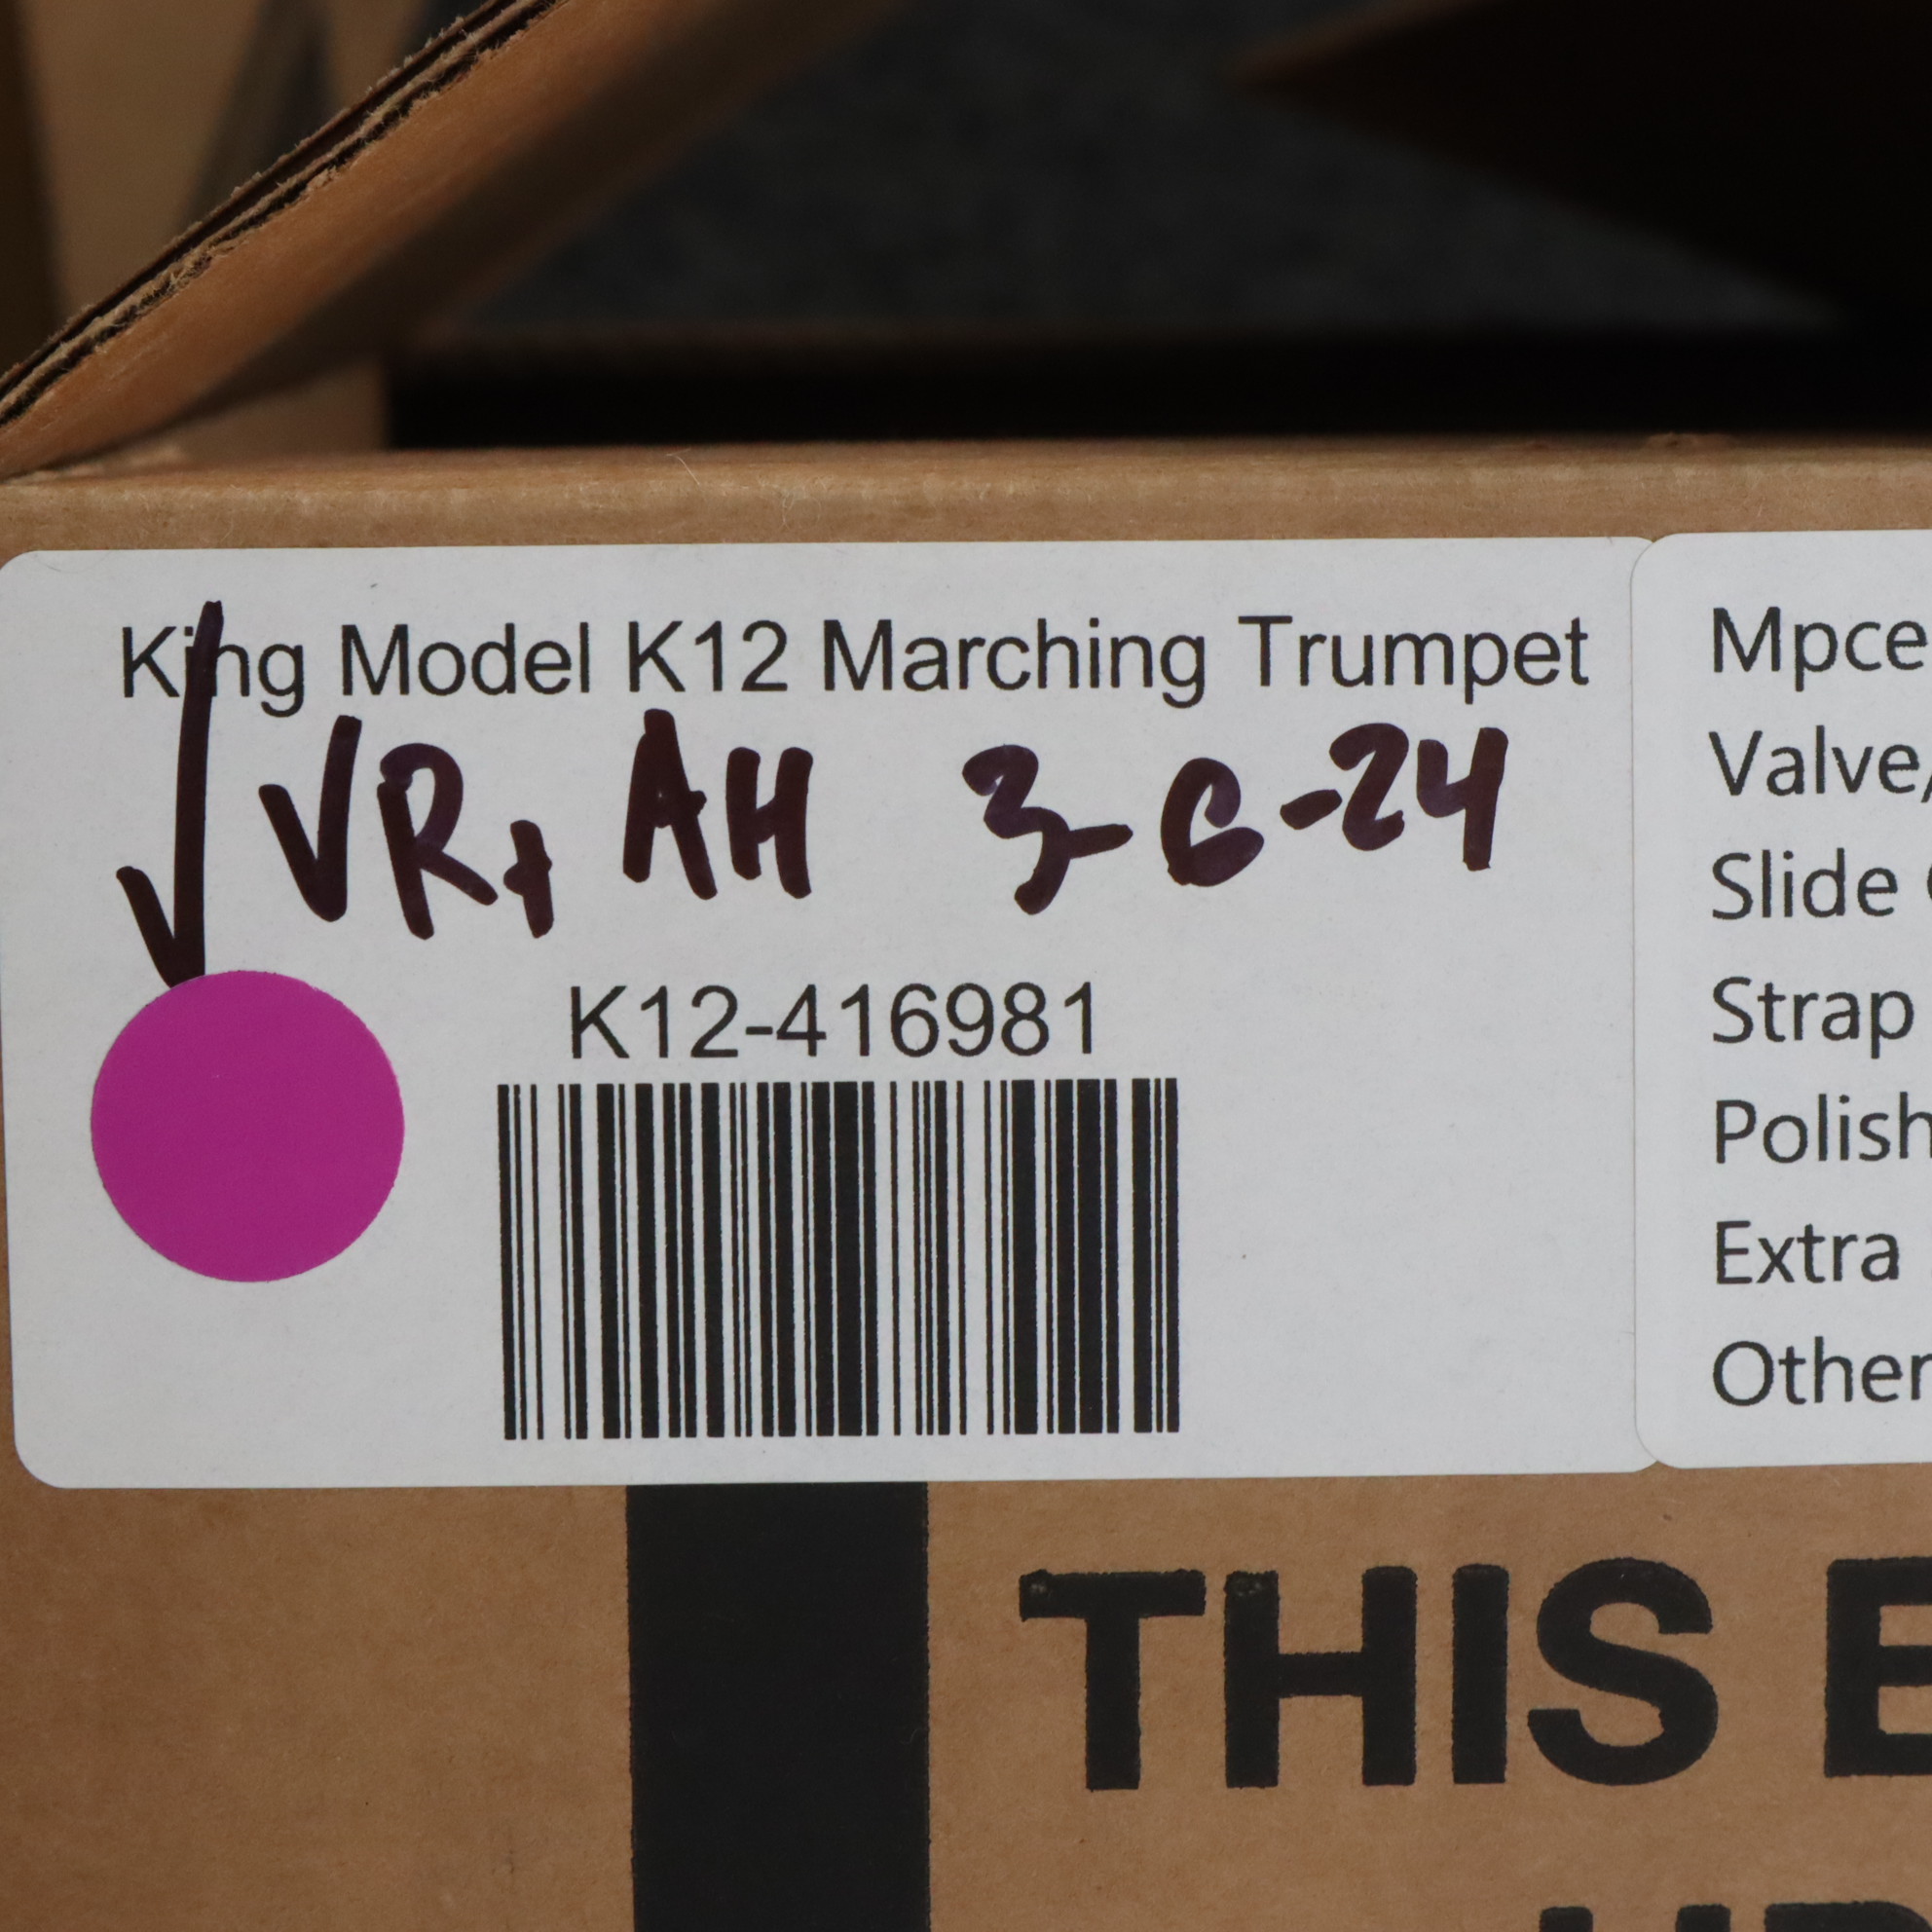 King Model K12 Marching Trumpet
VR+ AH 3-6-24
K12-416981
Mpce
Valve/
Slide
Strap
Polish
Extra
Other
THIS E
UP